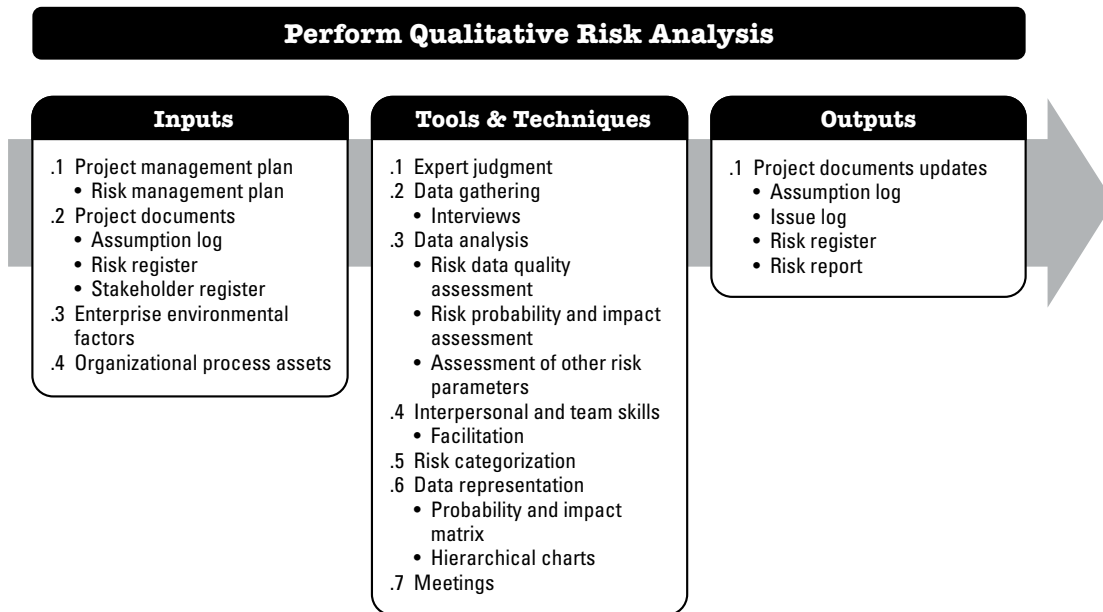 Perform Qualitative Risk Analysis
Inputs
.1 Project management plan
• Risk management plan
.2 Project documents
• Assumption log
• Risk register
• Stakeholder register
.3 Enterprise environmental
factors
.4 Organizational process assets
Tools & Techniques
.1 Expert judgment
.2 Data gathering
• Interviews
.3 Data analysis
• Risk data quality
assessment
• Risk probability and impact
assessment
• Assessment of other risk
parameters
.4 Interpersonal and team skills
• Facilitation
.5 Risk categorization
.6 Data representation
• Probability and impact
matrix
• Hierarchical charts
.7 Meetings
Outputs
.1 Project documents updates
• Assumption log
• Issue log
• Risk register
• Risk report